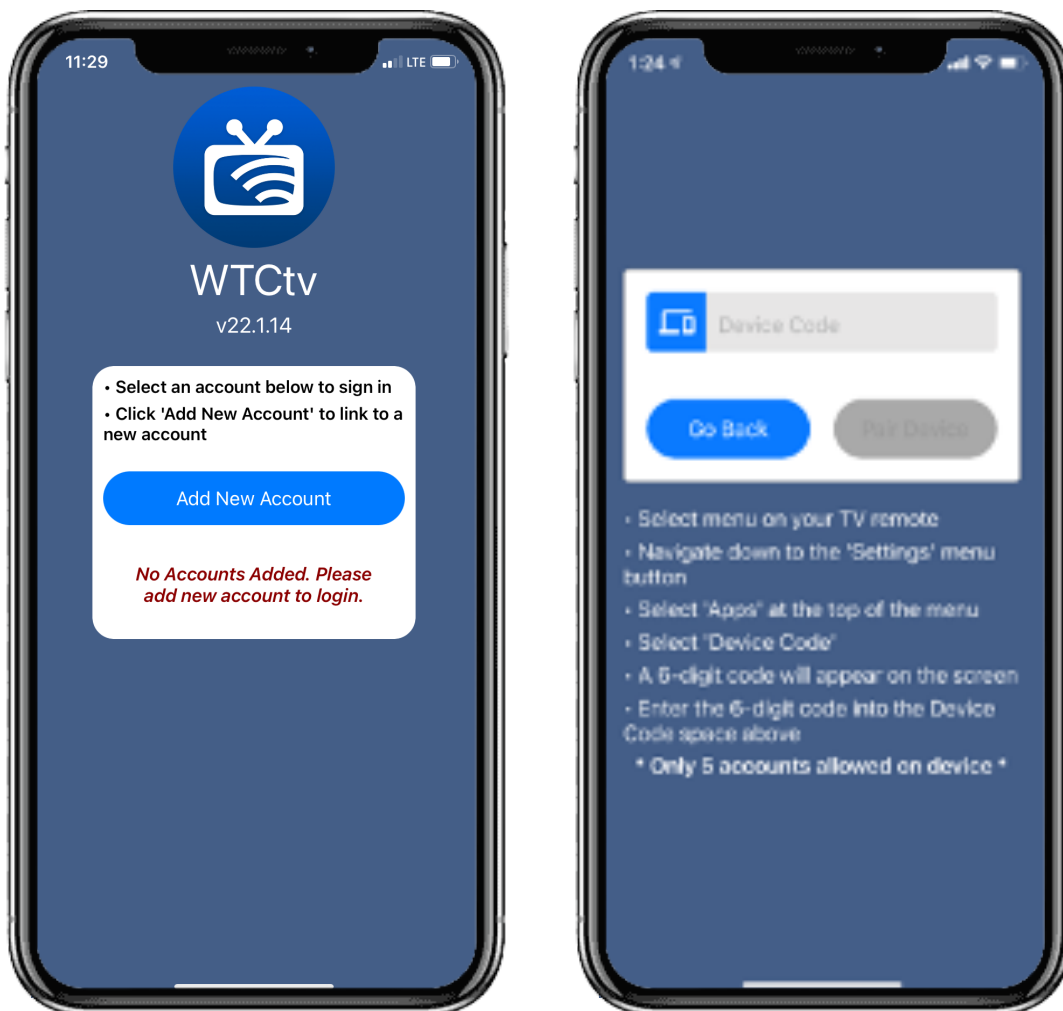 11:29
LTE
WTCtv
v22.1.14
• Select an account below to sign in
• Click 'Add New Account' to link to a
new account
Add New Account
No Accounts Added. Please
add new account to login.
1:24
Device Code
Go Back
Pair Device
• Select menu on your TV remote
• Navigate down to the 'Settings' menu
button
• Select 'Apps' at the top of the menu
• Select 'Device Code'
• A 6-digit code will appear on the screen
• Enter the 6-digit code into the Device
Code space above
* Only 5 accounts allowed on device *